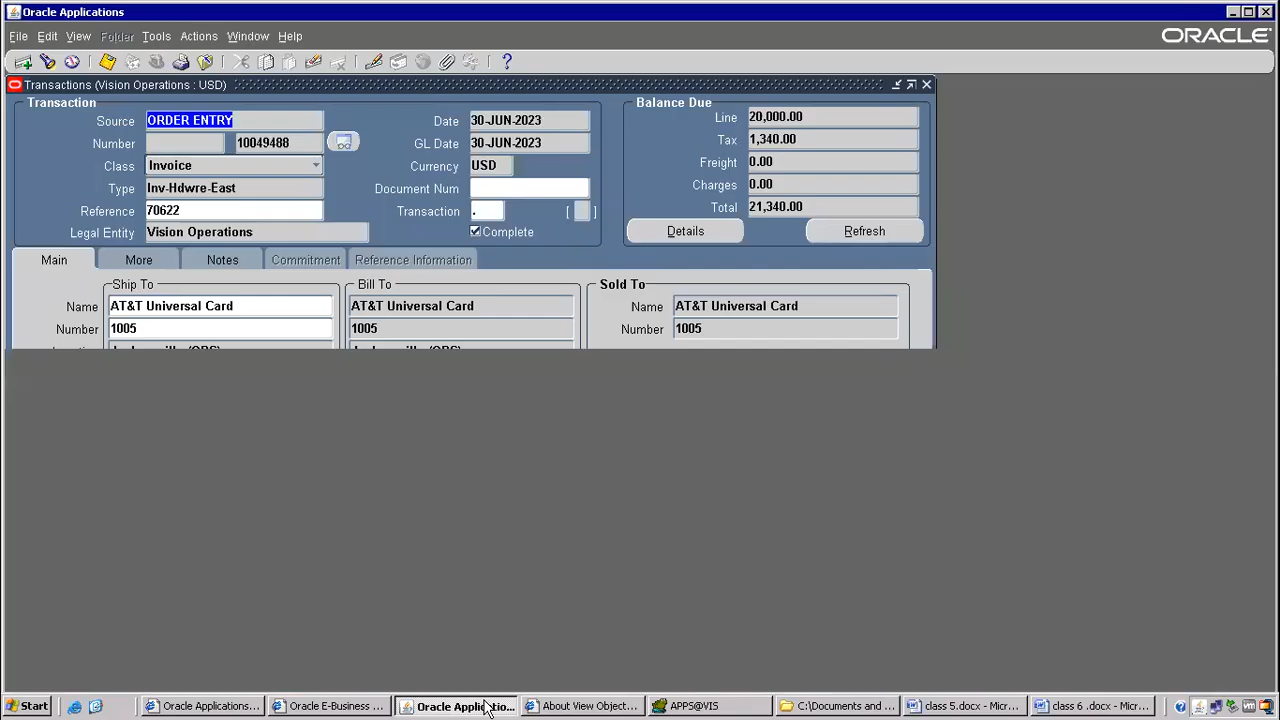 Oracle Applications
File Edit View Folder Tools Actions Window Help
ORACLE
Transactions (Vision Operations : USD)
Transaction
Source ORDER ENTRY
Number 10049488
Class Invoice
Type Inv-Hdwre-East
Reference 70622
Legal Entity Vision Operations
Date 30-JUN-2023
GL Date 30-JUN-2023
Currency USD
Document Num
Transaction . [ ]
Complete
Balance Due
Line 20,000.00
Tax 1,340.00
Freight 0.00
Charges 0.00
Total 21,340.00
Details Refresh
Main More Notes Commitment Reference Information
Ship To
Name AT&T Universal Card
Number 1005
Bill To
AT&T Universal Card
1005
Sold To
Name AT&T Universal Card
Number 1005
Start Oracle Applications... Oracle E-Business ... Oracle Applicatio... About View Object... APPS@VIS C:\Documents and ... class 5.docx - Micros... class 6 .docx - Micr...